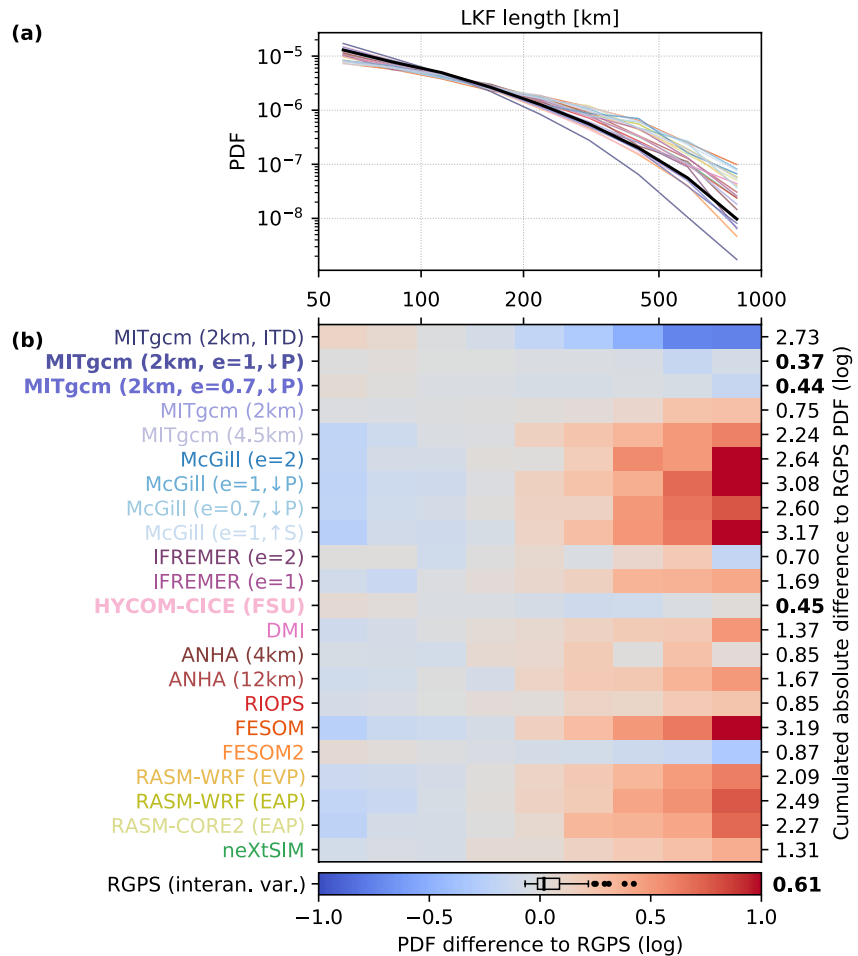 (a)
LKF length [km]
PDF
10⁻⁵
10⁻⁶
10⁻⁷
10⁻⁸
50 100 200 500 1000
(b)
MITgcm (2km, ITD) 2.73
MITgcm (2km, e=1,↓P) 0.37
MITgcm (2km, e=0.7,↓P) 0.44
MITgcm (2km) 0.75
MITgcm (4.5km) 2.24
McGill (e=2) 2.64
McGill (e=1,↓P) 3.08
McGill (e=0.7,↓P) 2.60
McGill (e=1,↑S) 3.17
IFREMER (e=2) 0.70
IFREMER (e=1) 1.69
HYCOM-CICE (FSU) 0.45
DMI 1.37
ANHA (4km) 0.85
ANHA (12km) 1.67
RIOPS 0.85
FESOM 3.19
FESOM2 0.87
RASM-WRF (EVP) 2.09
RASM-WRF (EAP) 2.49
RASM-CORE2 (EAP) 2.27
neXtSIM 1.31
Cumulated absolute difference to RGPS PDF (log)
RGPS (interan. var.) 0.61
−1.0 −0.5 0.0 0.5 1.0
PDF difference to RGPS (log)